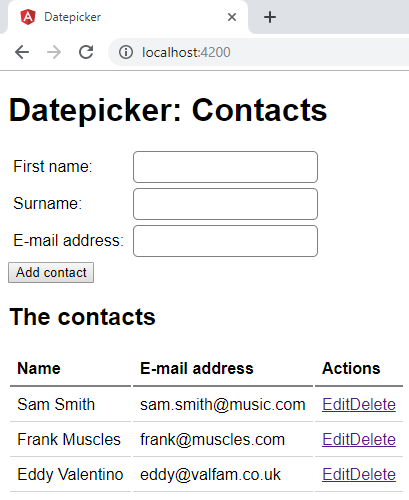 Datepicker
localhost:4200
Datepicker: Contacts
First name:
Surname:
E-mail address:
Add contact
The contacts
Name E-mail address Actions
Sam Smith sam.smith@music.com EditDelete
Frank Muscles frank@muscles.com EditDelete
Eddy Valentino eddy@valfam.co.uk EditDelete